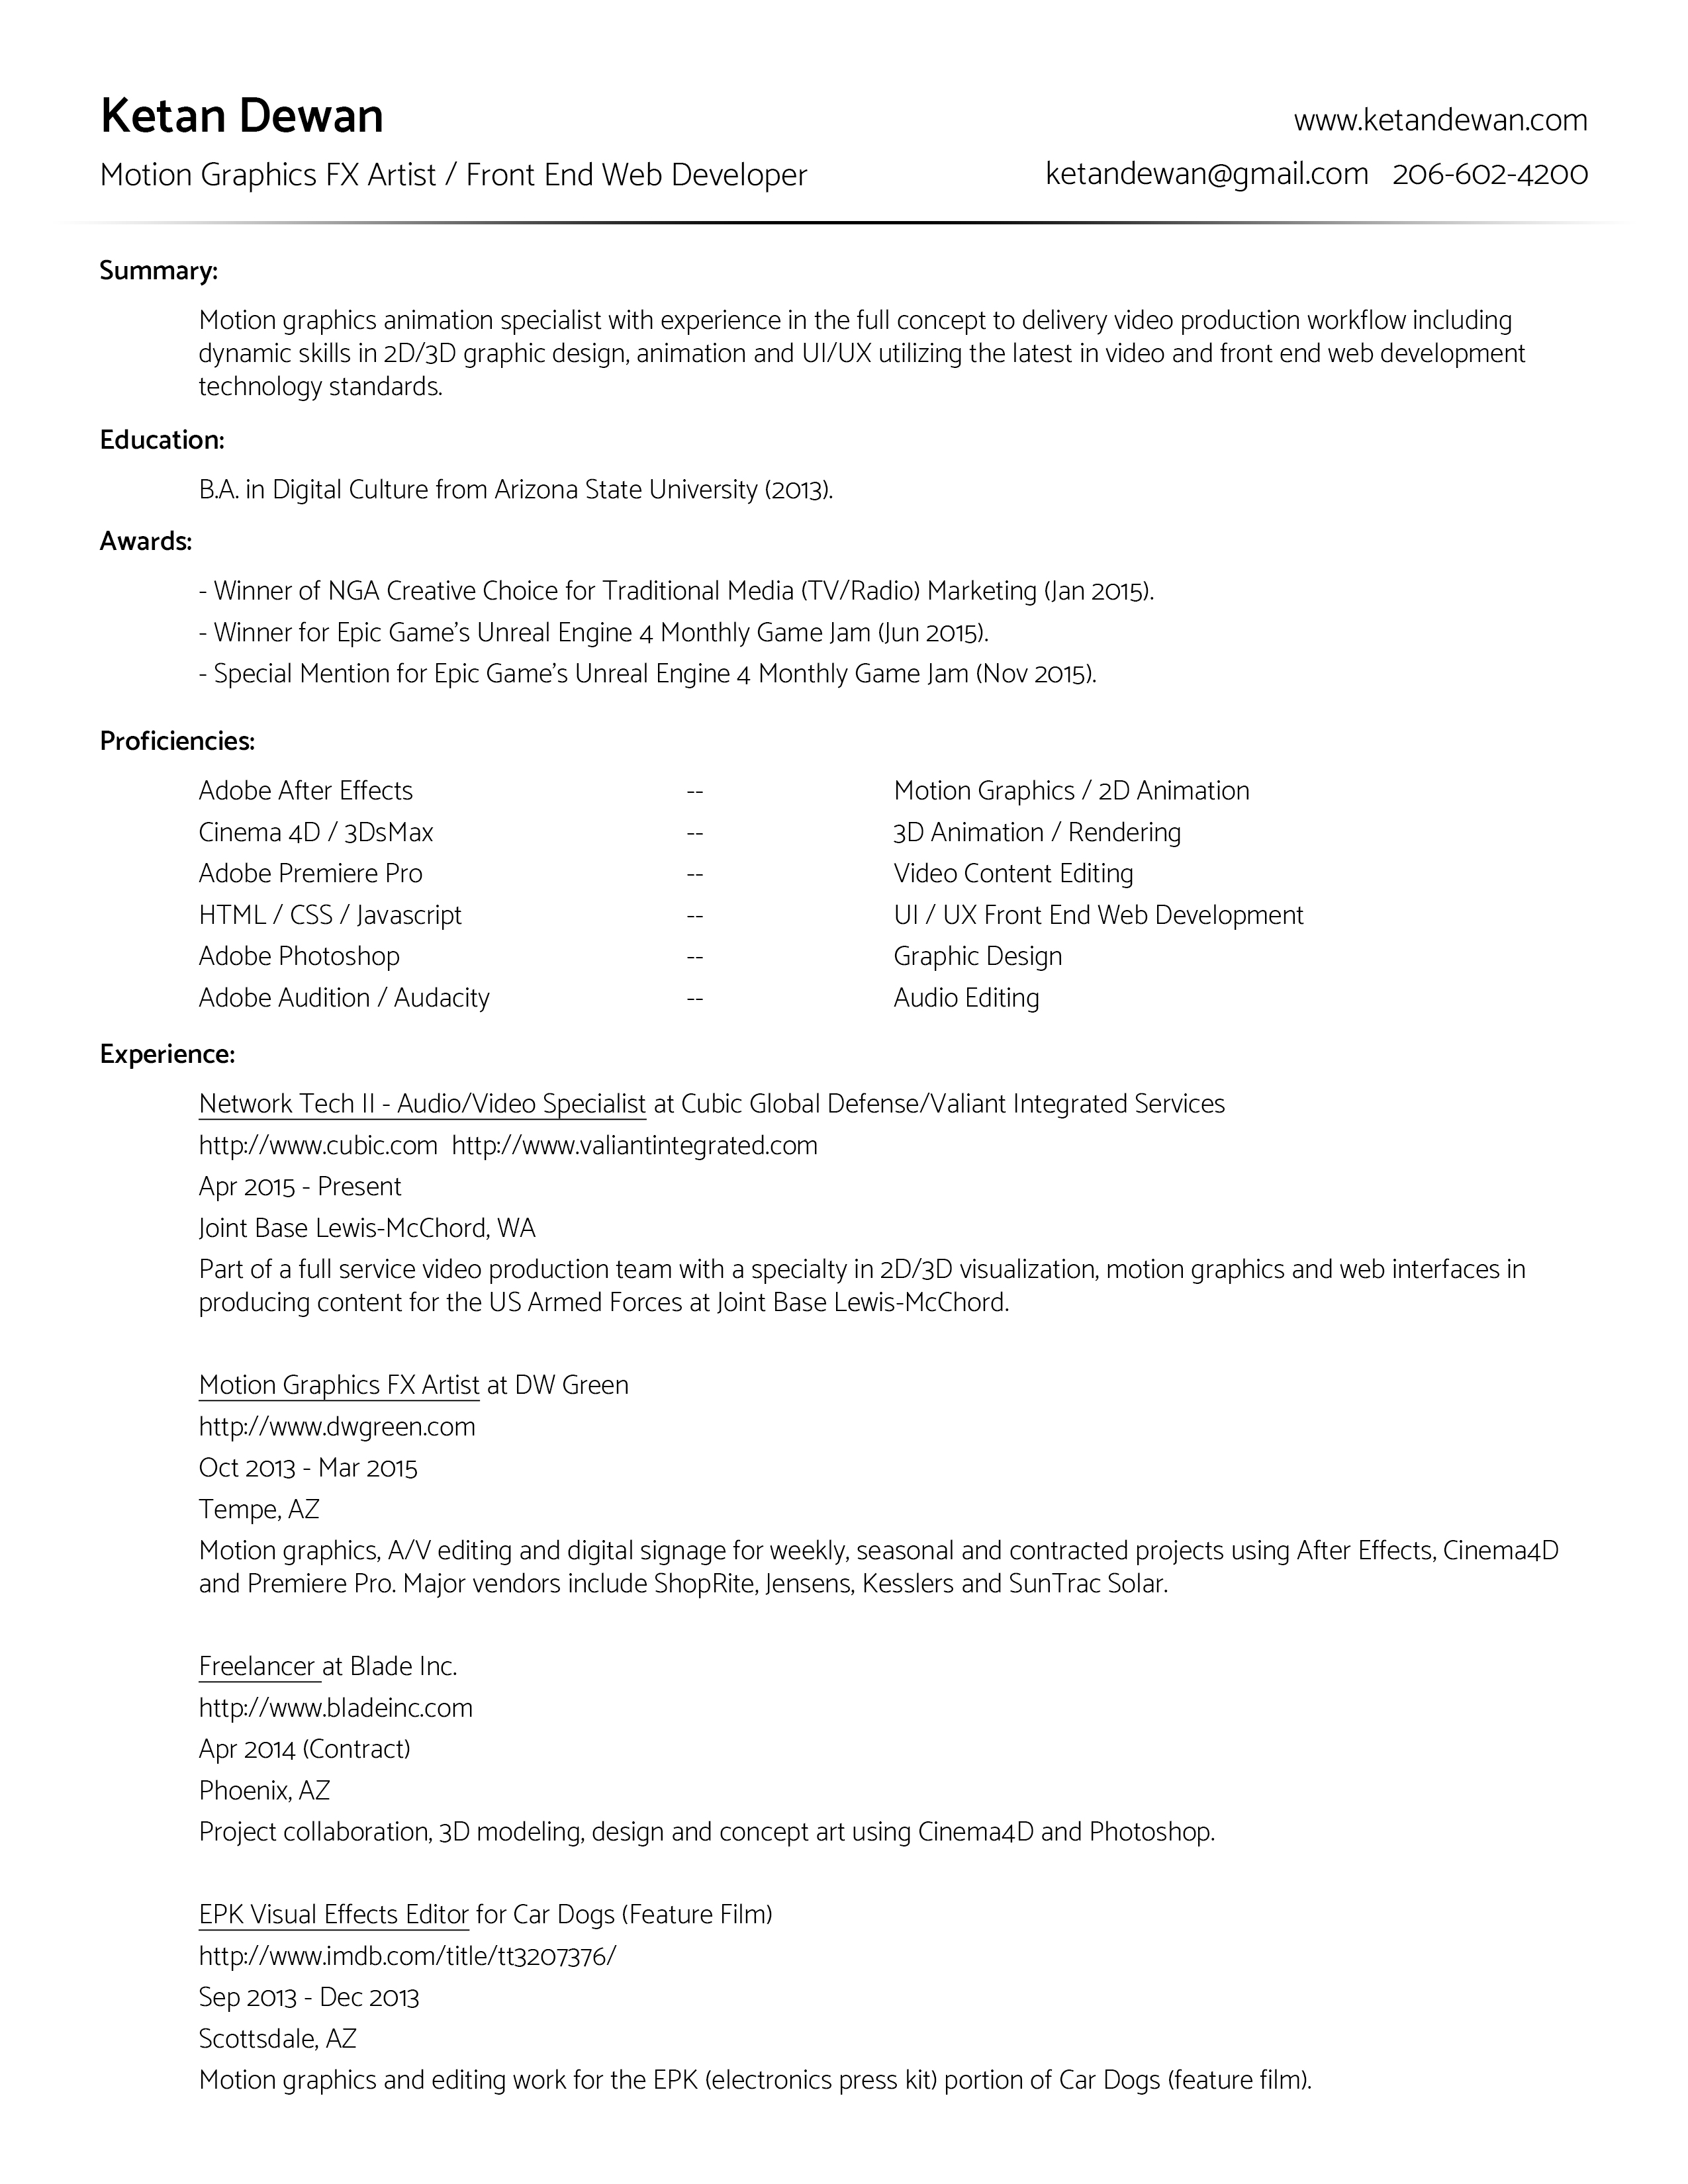 Ketan Dewan
www.ketandewan.com
Motion Graphics FX Artist / Front End Web Developer
ketandewan@gmail.com 206-602-4200
Summary:
Motion graphics animation specialist with experience in the full concept to delivery video production workflow including
dynamic skills in 2D/3D graphic design, animation and UI/UX utilizing the latest in video and front end web development
technology standards.
Education:
B.A. in Digital Culture from Arizona State University (2013).
Awards:
- Winner of NGA Creative Choice for Traditional Media (TV/Radio) Marketing (Jan 2015).
- Winner for Epic Game's Unreal Engine 4 Monthly Game Jam (Jun 2015).
- Special Mention for Epic Game's Unreal Engine 4 Monthly Game Jam (Nov 2015).
Proficiencies:
Adobe After Effects -- Motion Graphics / 2D Animation
Cinema 4D / 3DsMax -- 3D Animation / Rendering
Adobe Premiere Pro -- Video Content Editing
HTML / CSS / Javascript -- UI / UX Front End Web Development
Adobe Photoshop -- Graphic Design
Adobe Audition / Audacity -- Audio Editing
Experience:
Network Tech II - Audio/Video Specialist at Cubic Global Defense/Valiant Integrated Services
http://www.cubic.com http://www.valiantintegrated.com
Apr 2015 - Present
Joint Base Lewis-McChord, WA
Part of a full service video production team with a specialty in 2D/3D visualization, motion graphics and web interfaces in
producing content for the US Armed Forces at Joint Base Lewis-McChord.
Motion Graphics FX Artist at DW Green
http://www.dwgreen.com
Oct 2013 - Mar 2015
Tempe, AZ
Motion graphics, A/V editing and digital signage for weekly, seasonal and contracted projects using After Effects, Cinema4D
and Premiere Pro. Major vendors include ShopRite, Jensens, Kesslers and SunTrac Solar.
Freelancer at Blade Inc.
http://www.bladeinc.com
Apr 2014 (Contract)
Phoenix, AZ
Project collaboration, 3D modeling, design and concept art using Cinema4D and Photoshop.
EPK Visual Effects Editor for Car Dogs (Feature Film)
http://www.imdb.com/title/tt3207376/
Sep 2013 - Dec 2013
Scottsdale, AZ
Motion graphics and editing work for the EPK (electronics press kit) portion of Car Dogs (feature film).